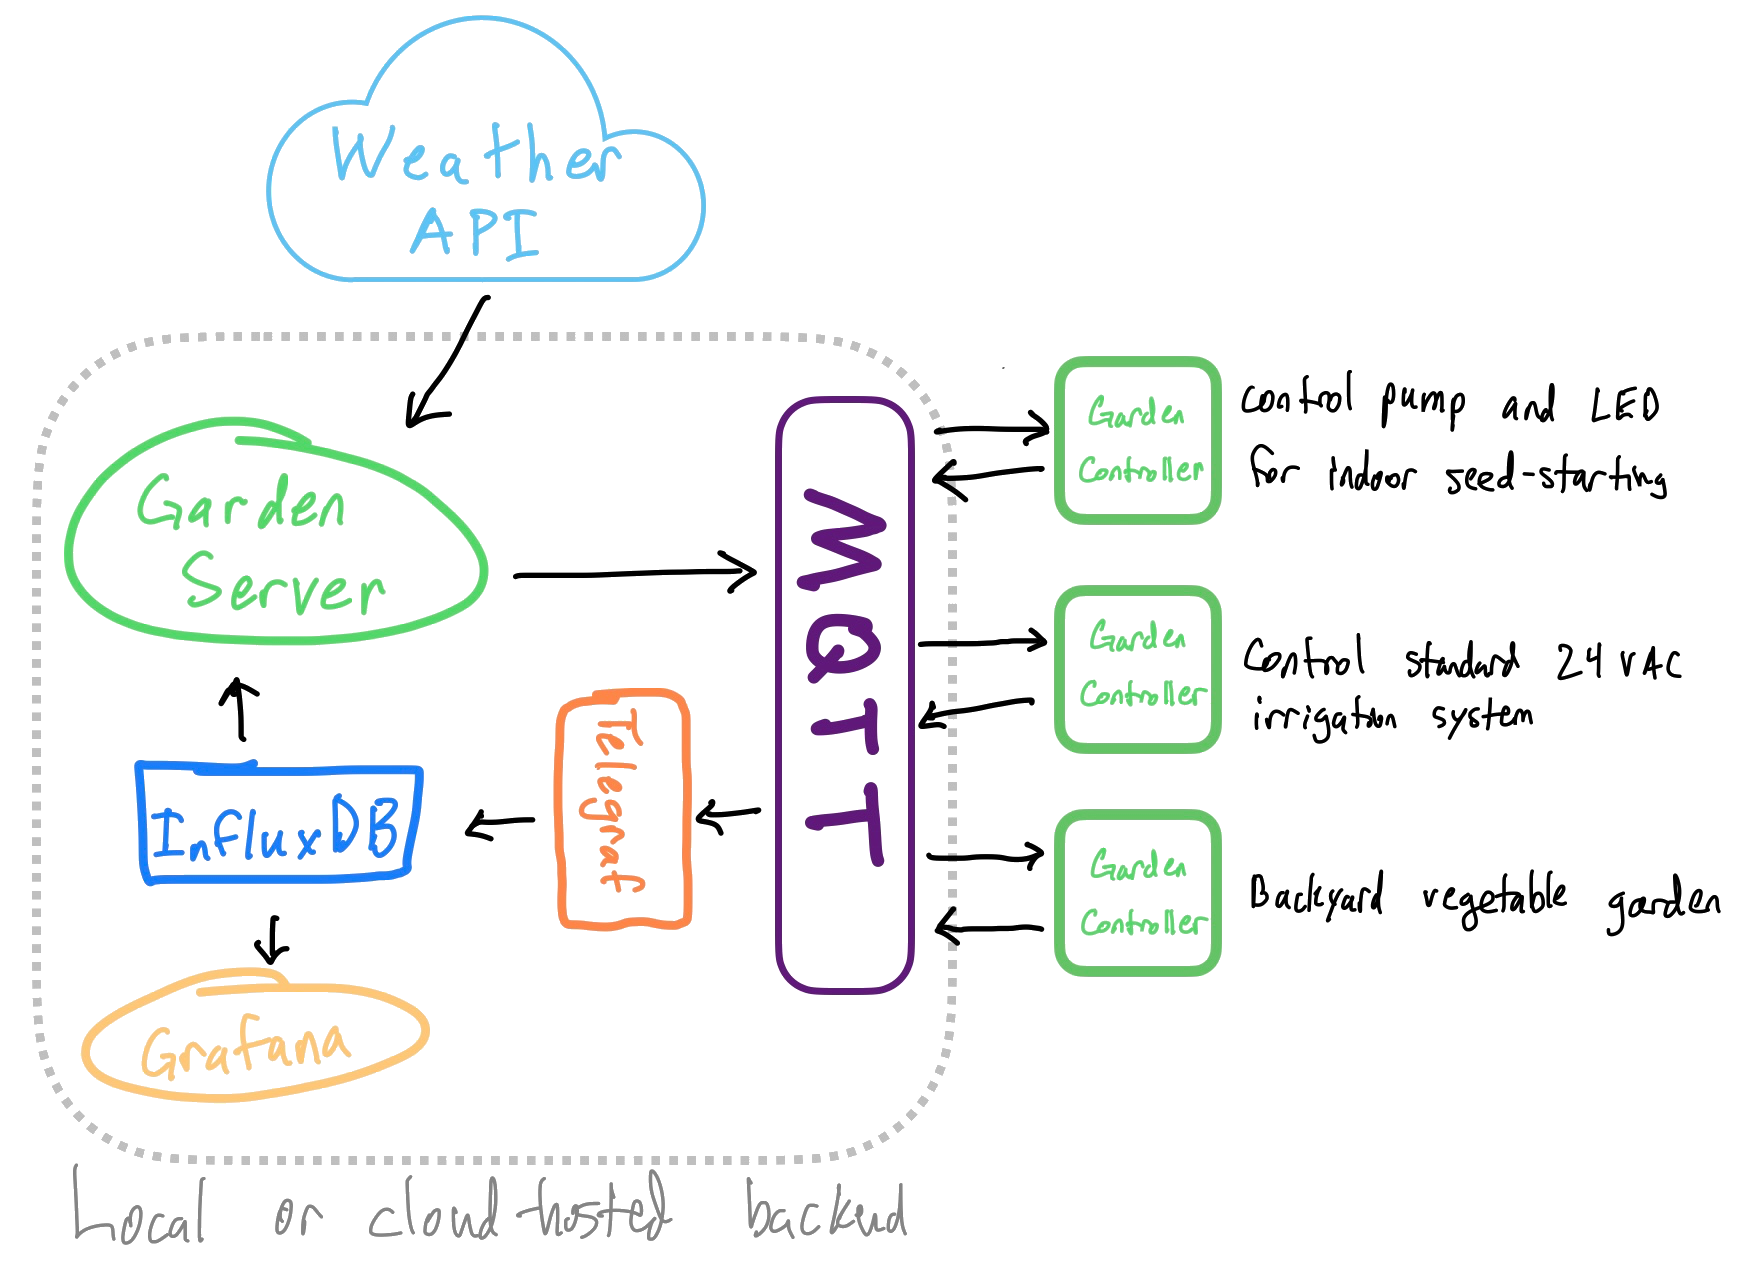 Weather
API
Garden
Server
MQTT
Telegraf
InfluxDB
Grafana
Garden
Controller
control pump and LED
for indoor seed-starting
Garden
Controller
Control standard 24 VAC
irrigation system
Garden
Controller
Backyard vegetable garden
Local or cloud-hosted backend